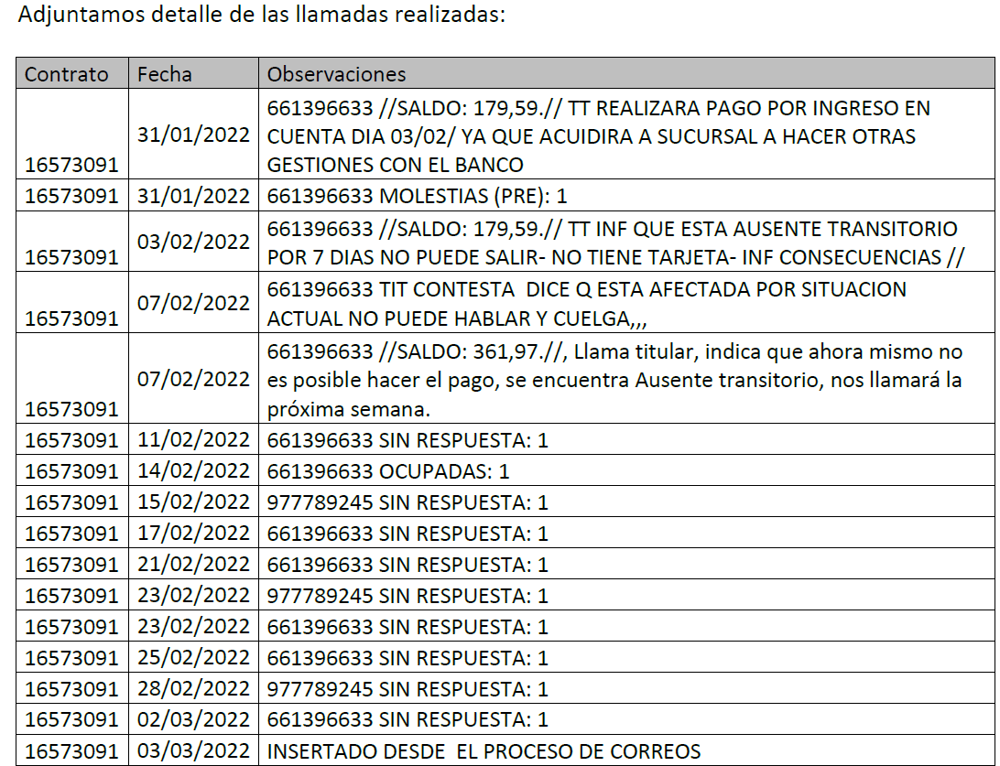 Adjuntamos detalle de las llamadas realizadas:
Contrato Fecha Observaciones
16573091 31/01/2022 661396633 //SALDO: 179,59.// TT REALIZARA PAGO POR INGRESO EN
CUENTA DIA 03/02/ YA QUE ACUIDIRA A SUCURSAL A HACER OTRAS
GESTIONES CON EL BANCO
16573091 31/01/2022 661396633 MOLESTIAS (PRE): 1
16573091 03/02/2022 661396633 //SALDO: 179,59.// TT INF QUE ESTA AUSENTE TRANSITORIO
POR 7 DIAS NO PUEDE SALIR- NO TIENE TARJETA- INF CONSECUENCIAS //
16573091 07/02/2022 661396633 TIT CONTESTA  DICE Q ESTA AFECTADA POR SITUACION
ACTUAL NO PUEDE HABLAR Y CUELGA,,,
16573091 07/02/2022 661396633 //SALDO: 361,97.//, Llama titular, indica que ahora mismo no
es posible hacer el pago, se encuentra Ausente transitorio, nos llamará la
próxima semana.
16573091 11/02/2022 661396633 SIN RESPUESTA: 1
16573091 14/02/2022 661396633 OCUPADAS: 1
16573091 15/02/2022 977789245 SIN RESPUESTA: 1
16573091 17/02/2022 661396633 SIN RESPUESTA: 1
16573091 21/02/2022 661396633 SIN RESPUESTA: 1
16573091 23/02/2022 977789245 SIN RESPUESTA: 1
16573091 23/02/2022 661396633 SIN RESPUESTA: 1
16573091 25/02/2022 661396633 SIN RESPUESTA: 1
16573091 28/02/2022 977789245 SIN RESPUESTA: 1
16573091 02/03/2022 661396633 SIN RESPUESTA: 1
16573091 03/03/2022 INSERTADO DESDE  EL PROCESO DE CORREOS